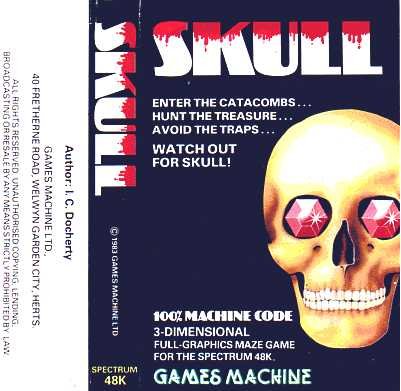 ALL RIGHTS RESERVED. UNAUTHORISED COPYING, LENDING,
BROADCASTING OR RESALE BY ANY MEANS STRICTLY PROHIBITED BY LAW.
Author: I. C. Docherty
GAMES MACHINE LTD.,
40 FRETHERNE ROAD, WELWYN GARDEN CITY, HERTS.
SKULL
© 1983 GAMES MACHINE LTD
SPECTRUM
48K
SKULL
ENTER THE CATACOMBS...
HUNT THE TREASURE...
AVOID THE TRAPS...
WATCH OUT
FOR SKULL!
100% MACHINE CODE
3-DIMENSIONAL
FULL-GRAPHICS MAZE GAME
FOR THE SPECTRUM 48K.
GAMES MACHINE